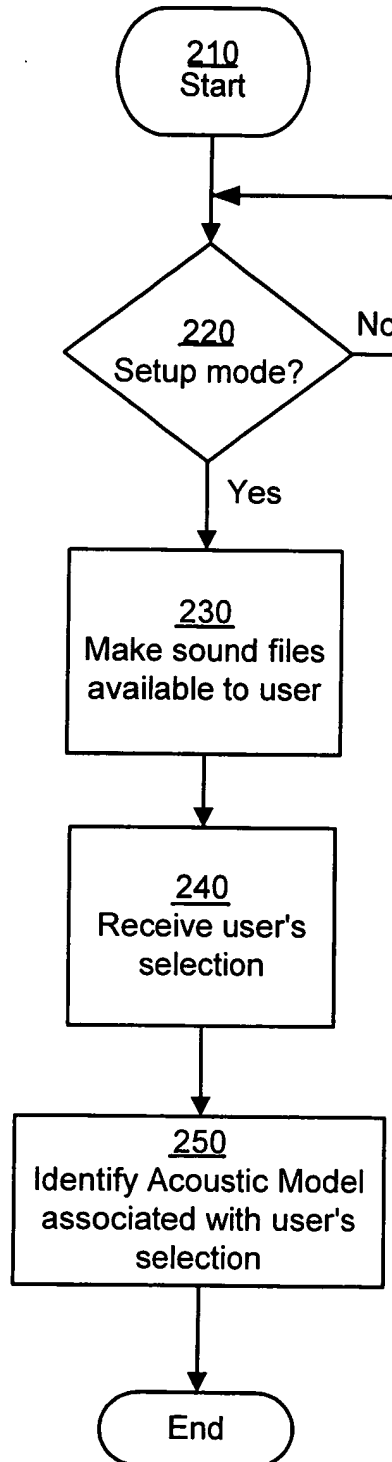 210
Start
220
Setup mode?
No
Yes
230
Make sound files
available to user
240
Receive user's
selection
250
Identify Acoustic Model
associated with user's
selection
End